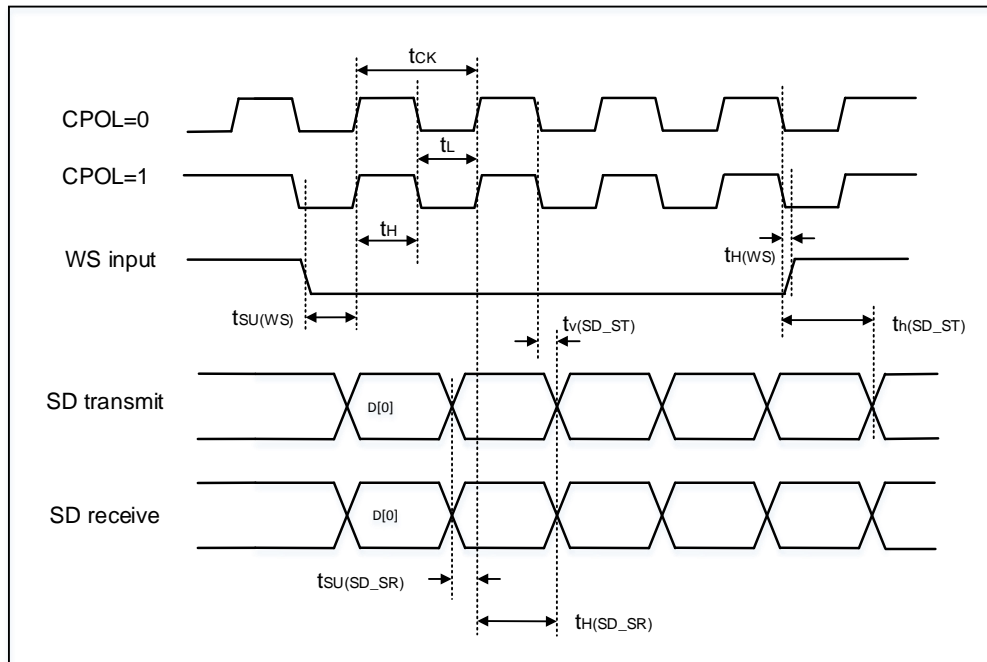 tCK
CPOL=0
tL
CPOL=1
tH
WS input
tH(WS)
tSU(WS)
tv(SD_ST)
th(SD_ST)
SD transmit
D[0]
SD receive
D[0]
tSU(SD_SR)
tH(SD_SR)